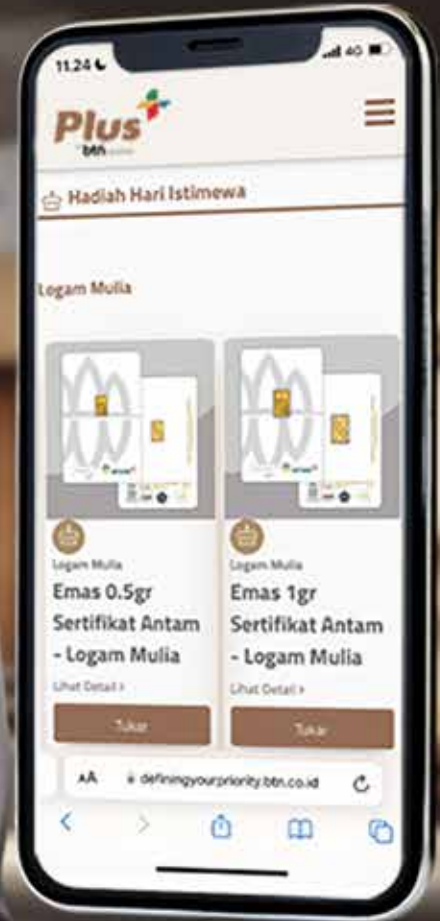 11.24
4G
Plus
btn
Hadiah Hari Istimewa
Logam Mulia
Logam Mulia
Emas 0.5gr
Sertifikat Antam
- Logam Mulia
Lihat Detail >
Tukar
Logam Mulia
Emas 1gr
Sertifikat Antam
- Logam Mulia
Lihat Detail >
Tukar
AA
definingyourpriority.btn.co.id